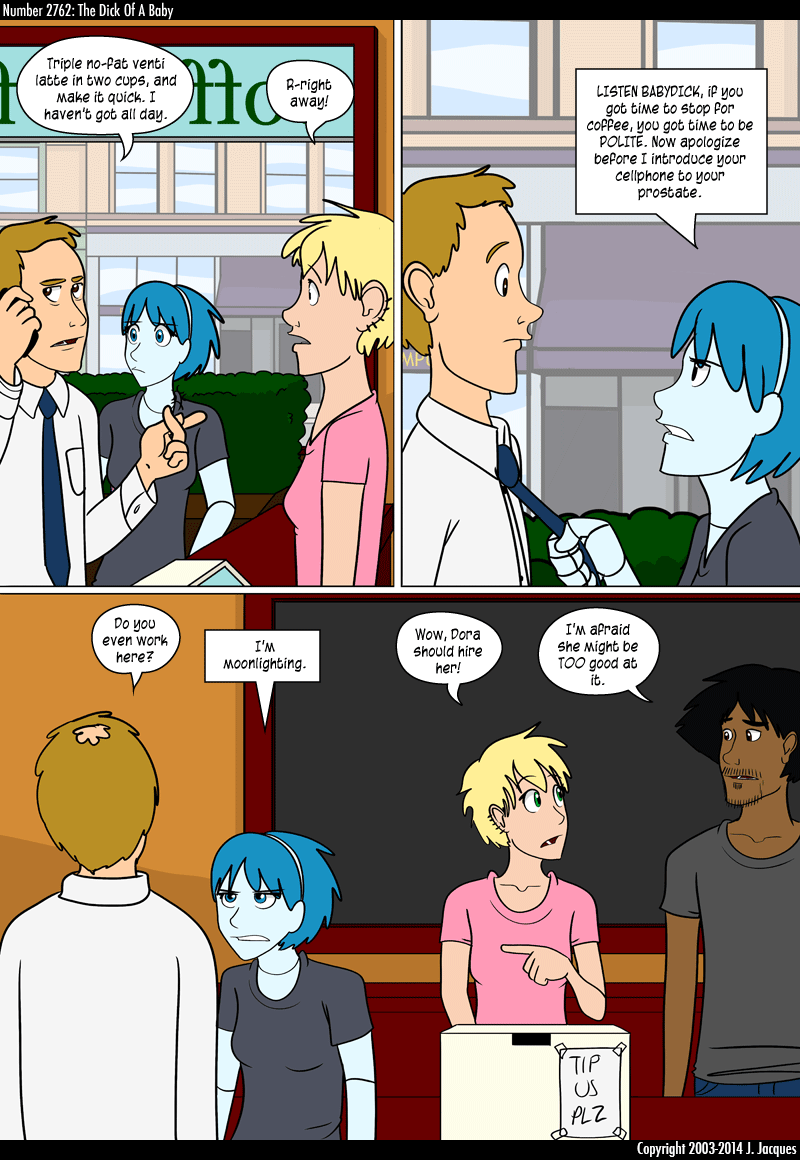 Number 2762: The Dick Of A Baby
Triple no-fat venti
latte in two cups, and
make it quick. I
haven't got all day.
R-right
away!
LISTEN BABYDICK, if you
got time to stop for
coffee, you got time to be
POLITE. Now apologize
before I introduce your
cellphone to your
prostate.
Do you
even work
here?
I'm
moonlighting.
Wow, Dora
should hire
her!
I'm afraid
she might be
TOO good at
it.
TIP
US
PLZ
Copyright 2003-2014 J. Jacques